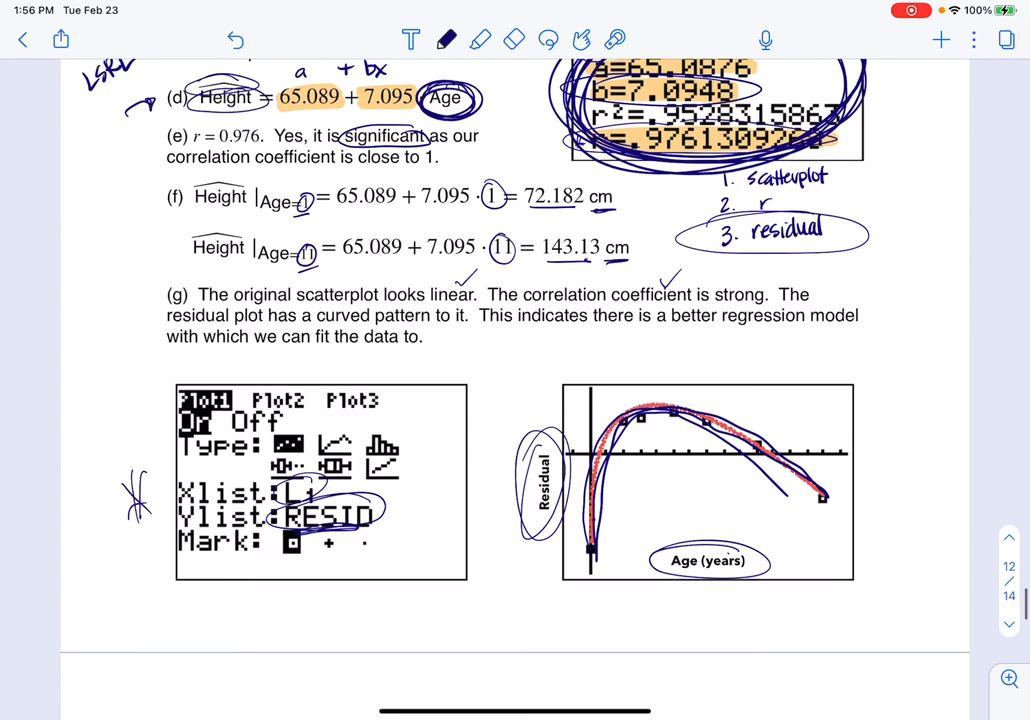 1:56 PM Tue Feb 23
100%
LSRL
a + bx
(d) Height = 65.089 + 7.095 Age
(e) r = 0.976. Yes, it is significant as our
correlation coefficient is close to 1.
a=65.0876
b=7.0948
r²=.9528315863
1. scatterplot
2. r
3. residual
(f) Height |Age=1 = 65.089 + 7.095 · 1 = 72.182 cm
Height |Age=11 = 65.089 + 7.095 · 11 = 143.13 cm
(g) The original scatterplot looks linear. The correlation coefficient is strong. The
residual plot has a curved pattern to it. This indicates there is a better regression model
with which we can fit the data to.
Plot1 Plot2 Plot3
On Off
Type:
Xlist:L1
Ylist:RESID
Mark:
Residual
Age (years)
12
/
14